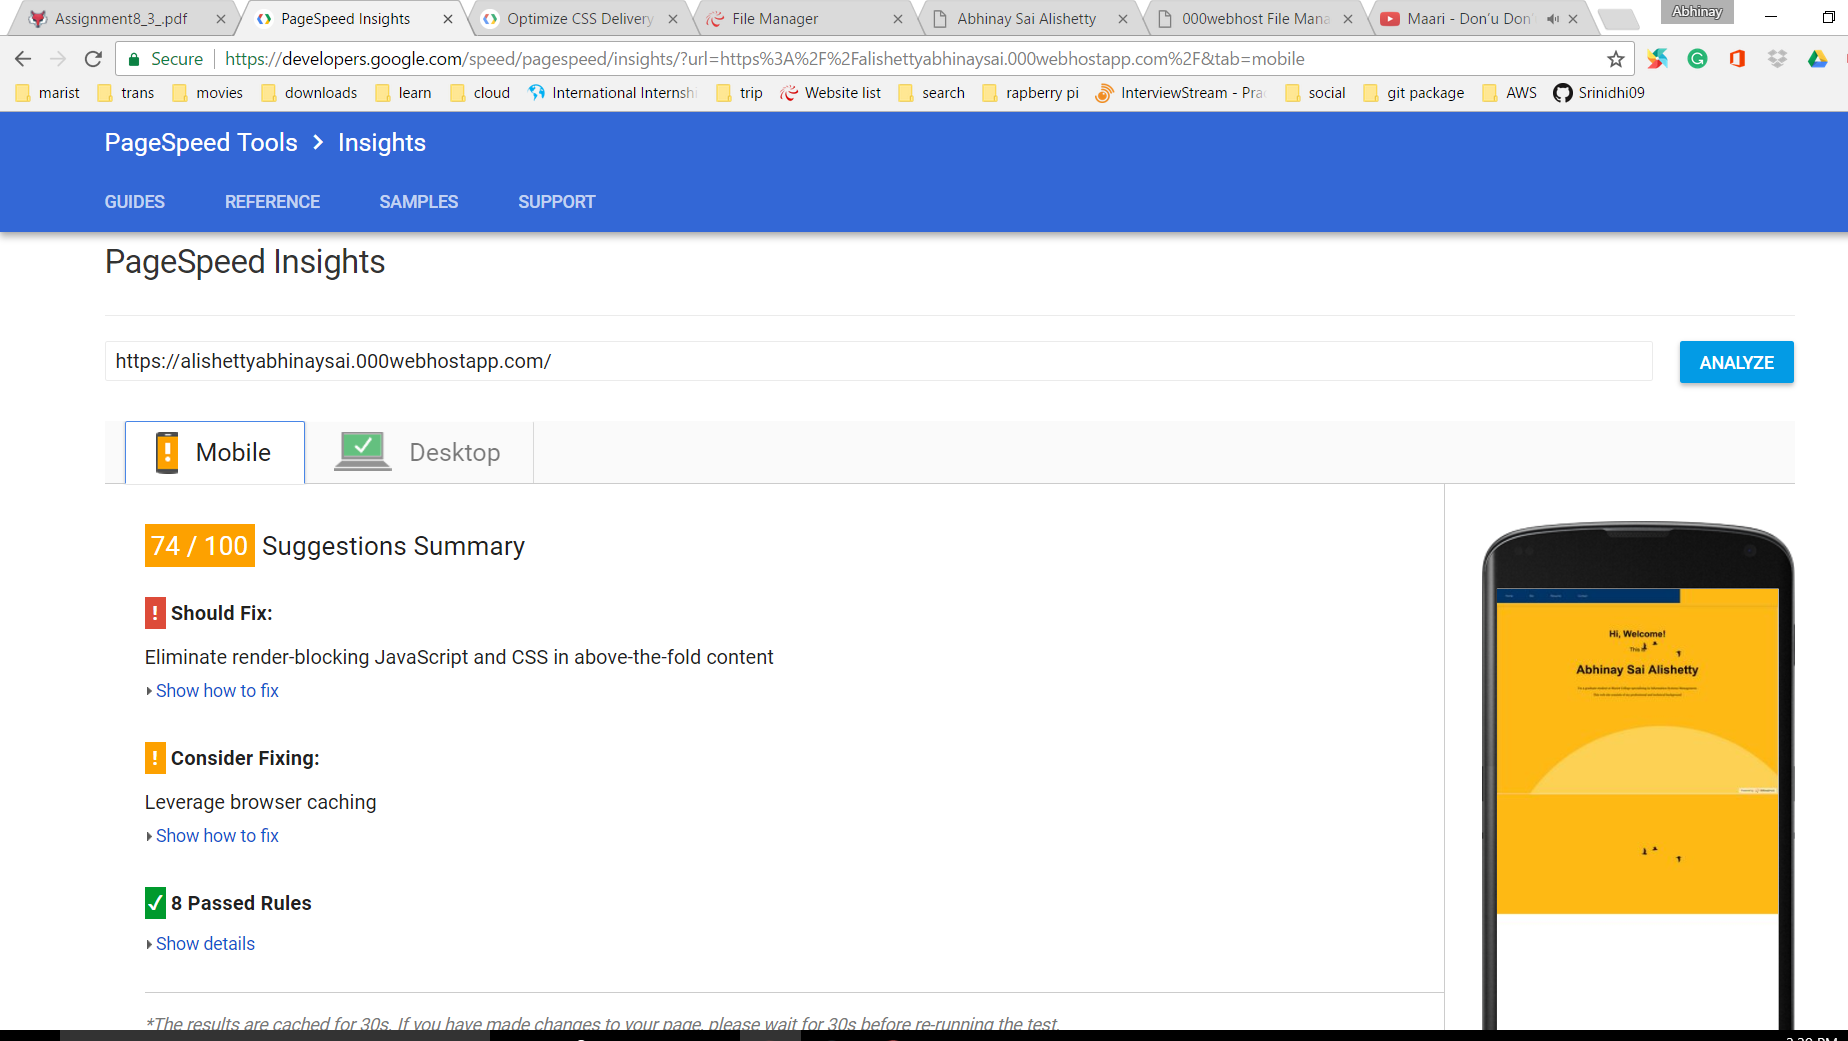 Assignment8_3_.pdf
PageSpeed Insights
Optimize CSS Delivery
File Manager
Abhinay Sai Alishetty
000webhost File Mana
Maari - Don'u Don'
Abhinay
Secure
https://developers.google.com/speed/pagespeed/insights/?url=https%3A%2F%2Falishettyabhinaysai.000webhostapp.com%2F&tab=mobile
marist trans movies downloads learn cloud International Internshi trip Website list search rapberry pi InterviewStream - Pra social git package AWS Srinidhi09
PageSpeed Tools > Insights
GUIDES REFERENCE SAMPLES SUPPORT
PageSpeed Insights
https://alishettyabhinaysai.000webhostapp.com/
ANALYZE
Mobile Desktop
74 / 100 Suggestions Summary
! Should Fix:
Eliminate render-blocking JavaScript and CSS in above-the-fold content
Show how to fix
! Consider Fixing:
Leverage browser caching
Show how to fix
8 Passed Rules
Show details
*The results are cached for 30s. If you have made changes to your page, please wait for 30s before re-running the test.
Hi, Welcome!
Abhinay Sai Alishetty